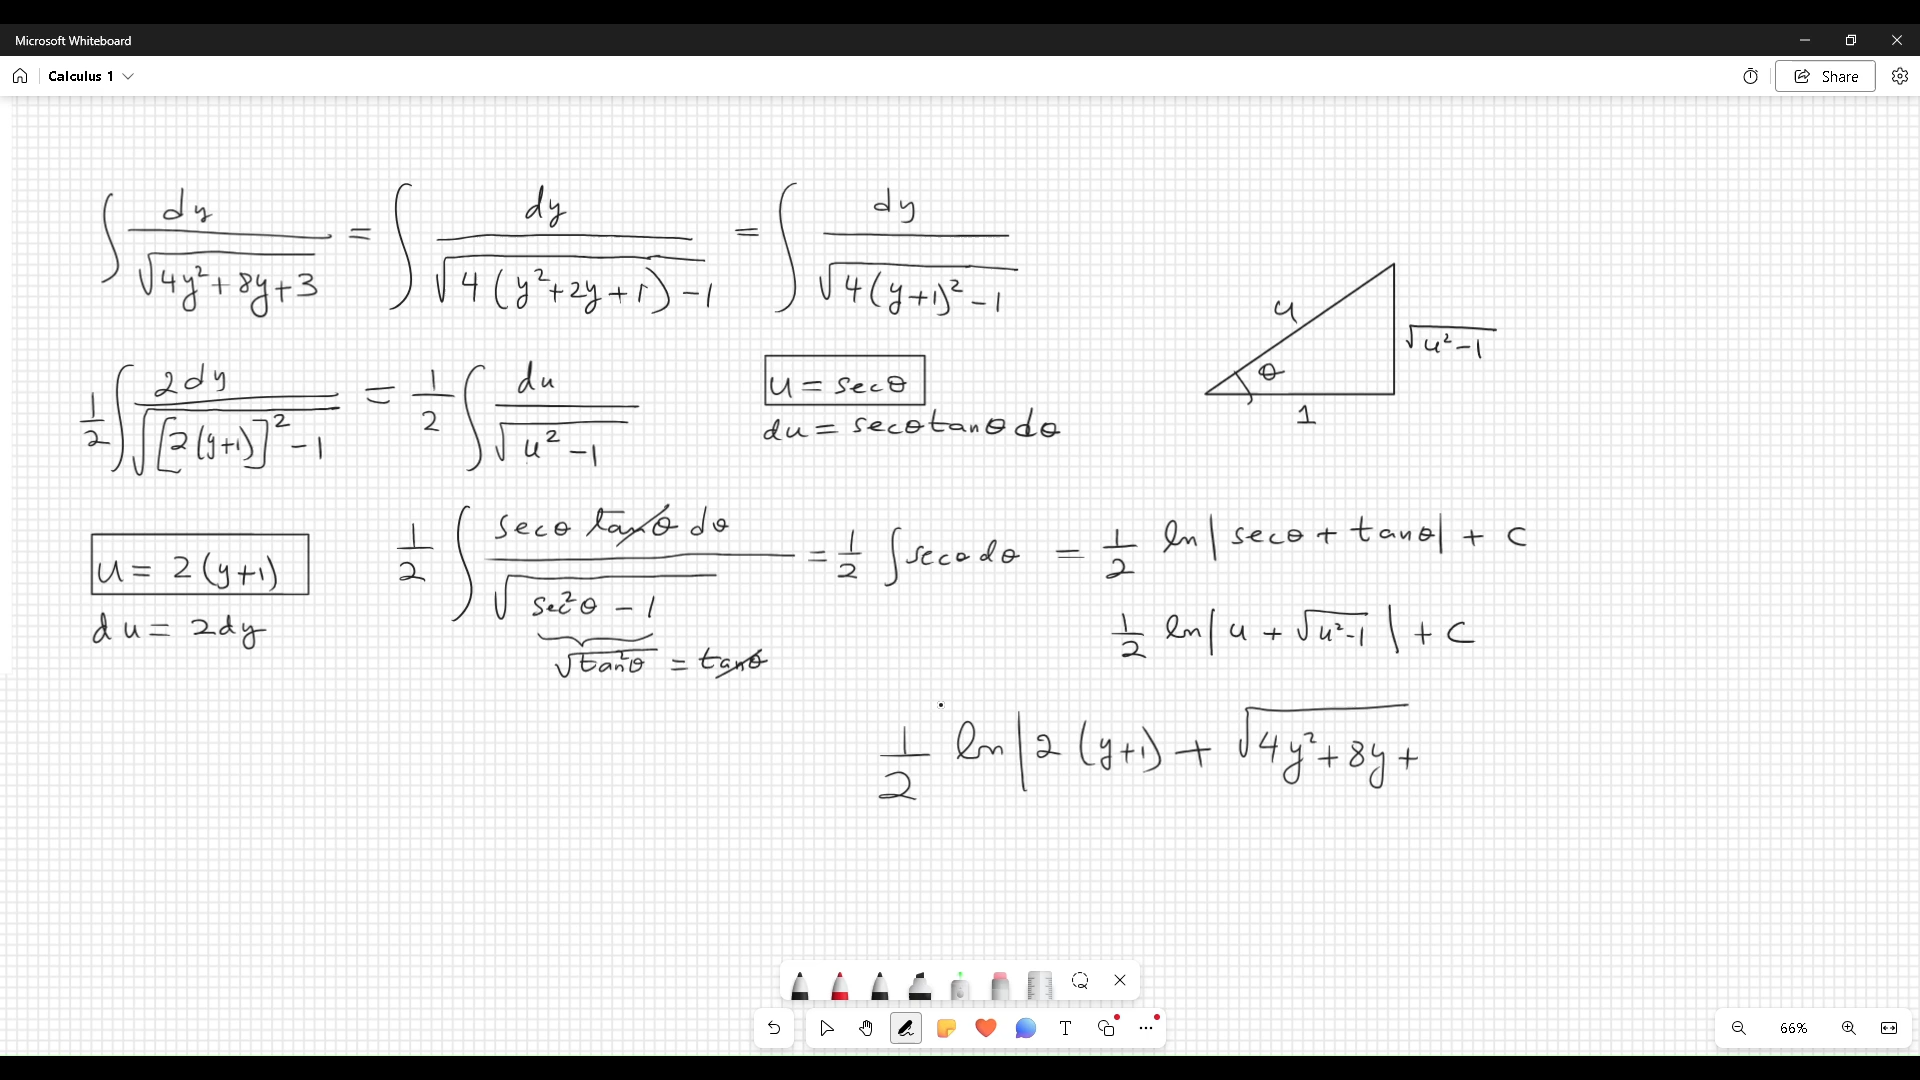 Microsoft Whiteboard
Calculus 1
Share
∫ dy / √(4y² + 8y + 3) = ∫ dy / √(4(y² + 2y + 1) - 1) = ∫ dy / √(4(y+1)² - 1)
u
θ
1
√(u² - 1)
1/2 ∫ 2dy / √([2(y+1)]² - 1) = 1/2 ∫ du / √(u² - 1)
u = secθ
du = secθ tanθ dθ
u = 2(y+1)
du = 2dy
1/2 ∫ secθ tanθ dθ / √(sec²θ - 1) = 1/2 ∫ secθ dθ = 1/2 ln|secθ + tanθ| + c
√(tan²θ) = tanθ
1/2 ln|u + √(u² - 1)| + c
1/2 ln|2(y+1) + √(4y² + 8y +
T
66%